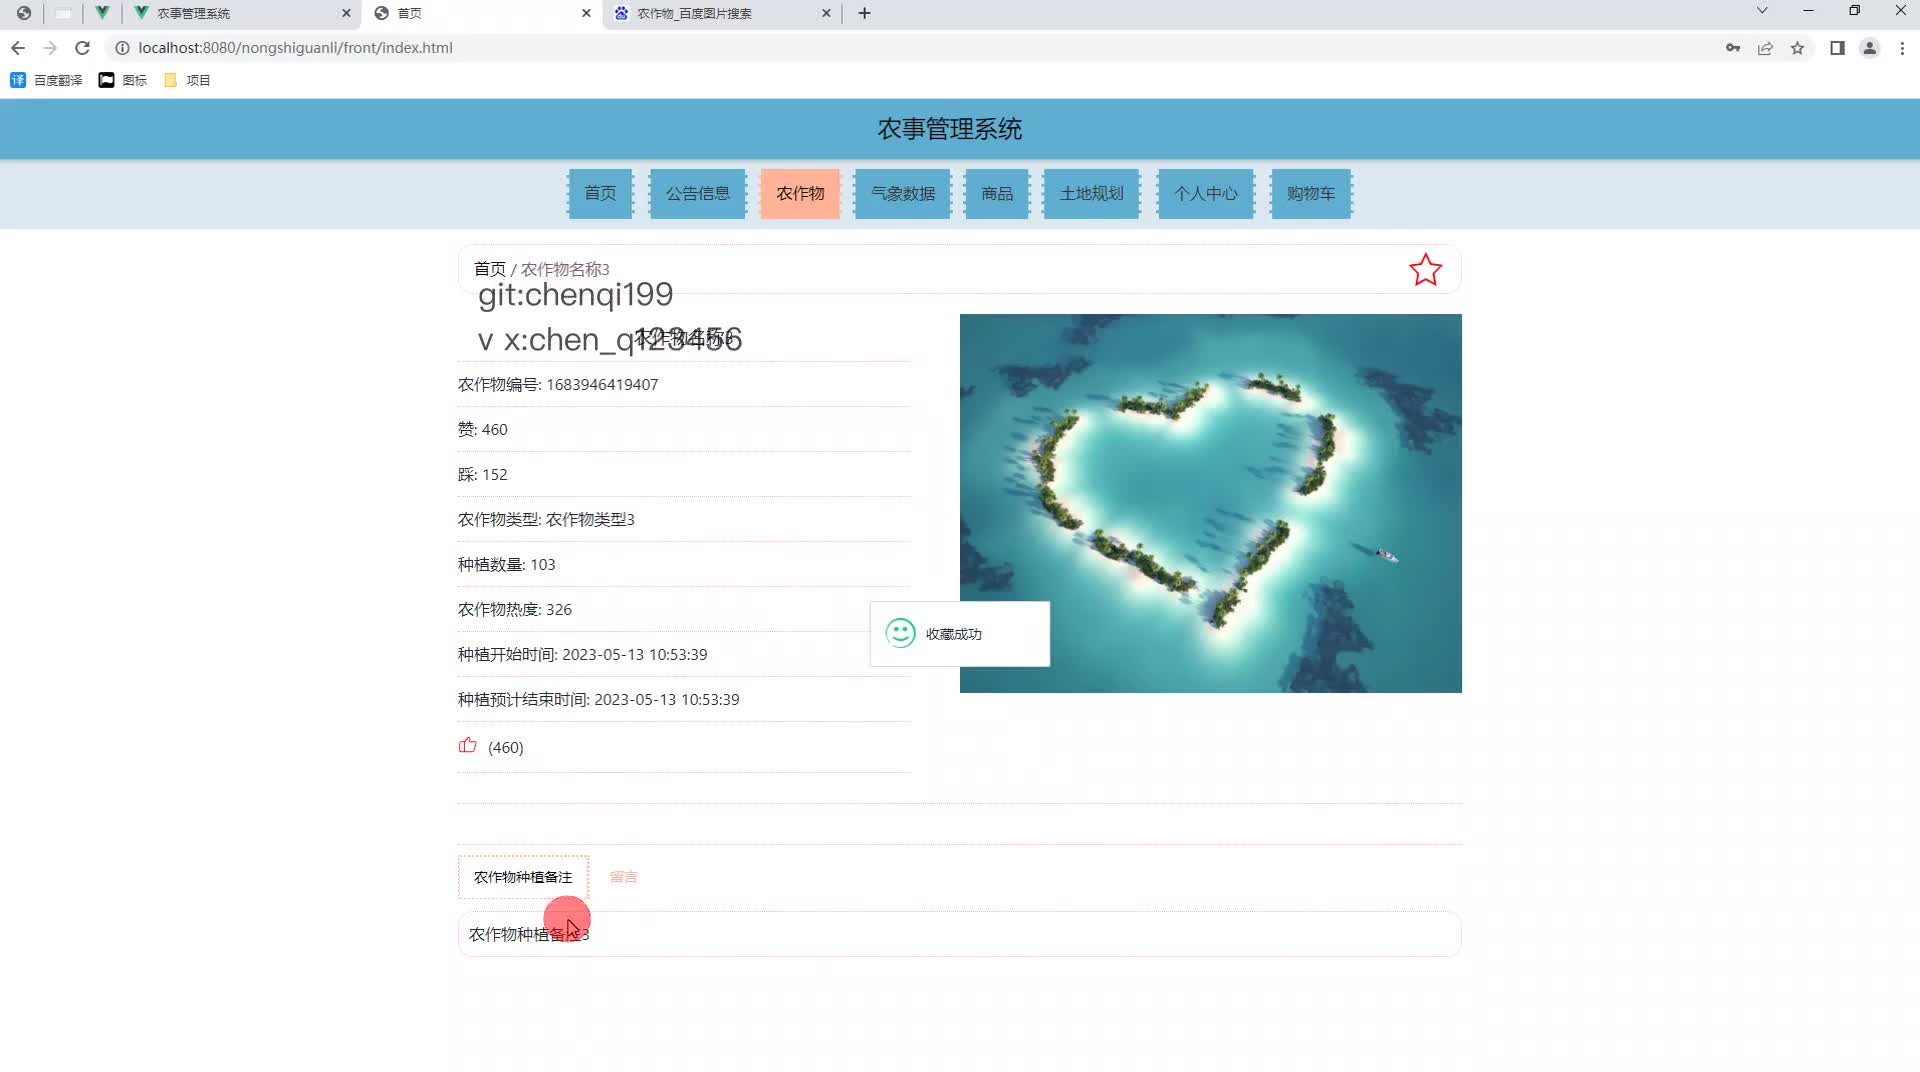 农事管理系统
首页
农作物_百度图片搜索
localhost:8080/nongshiguanli/front/index.html
译 百度翻译
图标
项目
农事管理系统
首页 公告信息 农作物 气象数据 商品 土地规划 个人中心 购物车
首页 / 农作物名称3
git:chenqi199
v x:chen_q123456
农作物名称3
农作物编号: 1683946419407
赞: 460
踩: 152
农作物类型: 农作物类型3
种植数量: 103
农作物热度: 326
收藏成功
种植开始时间: 2023-05-13 10:53:39
种植预计结束时间: 2023-05-13 10:53:39
(460)
农作物种植备注 留言
农作物种植备注3